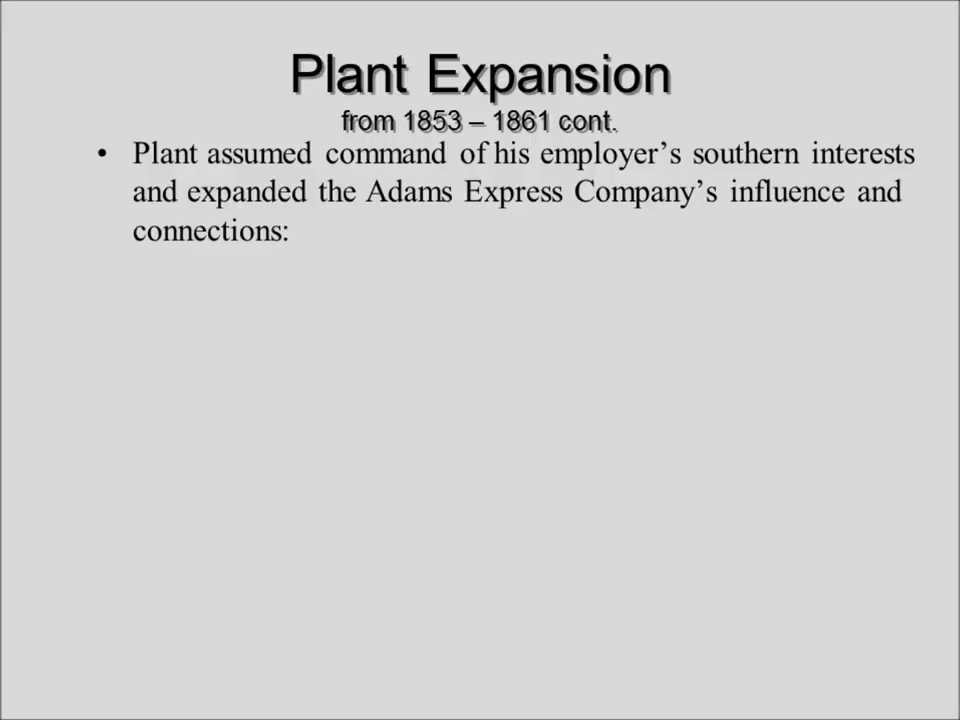 Plant Expansion
from 1853 – 1861 cont.
• Plant assumed command of his employer’s southern interests
and expanded the Adams Express Company’s influence and
connections: